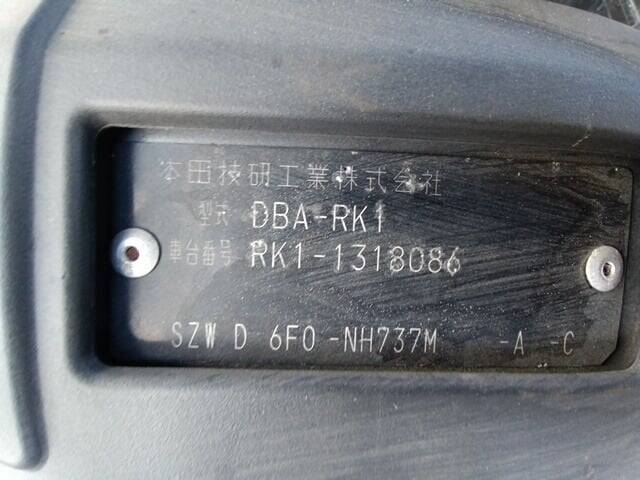 本田技研工業株式会社
型式 DBA-RK1
車台番号 RK1-1318086
SZW D 6F0 -NH737M -A -C